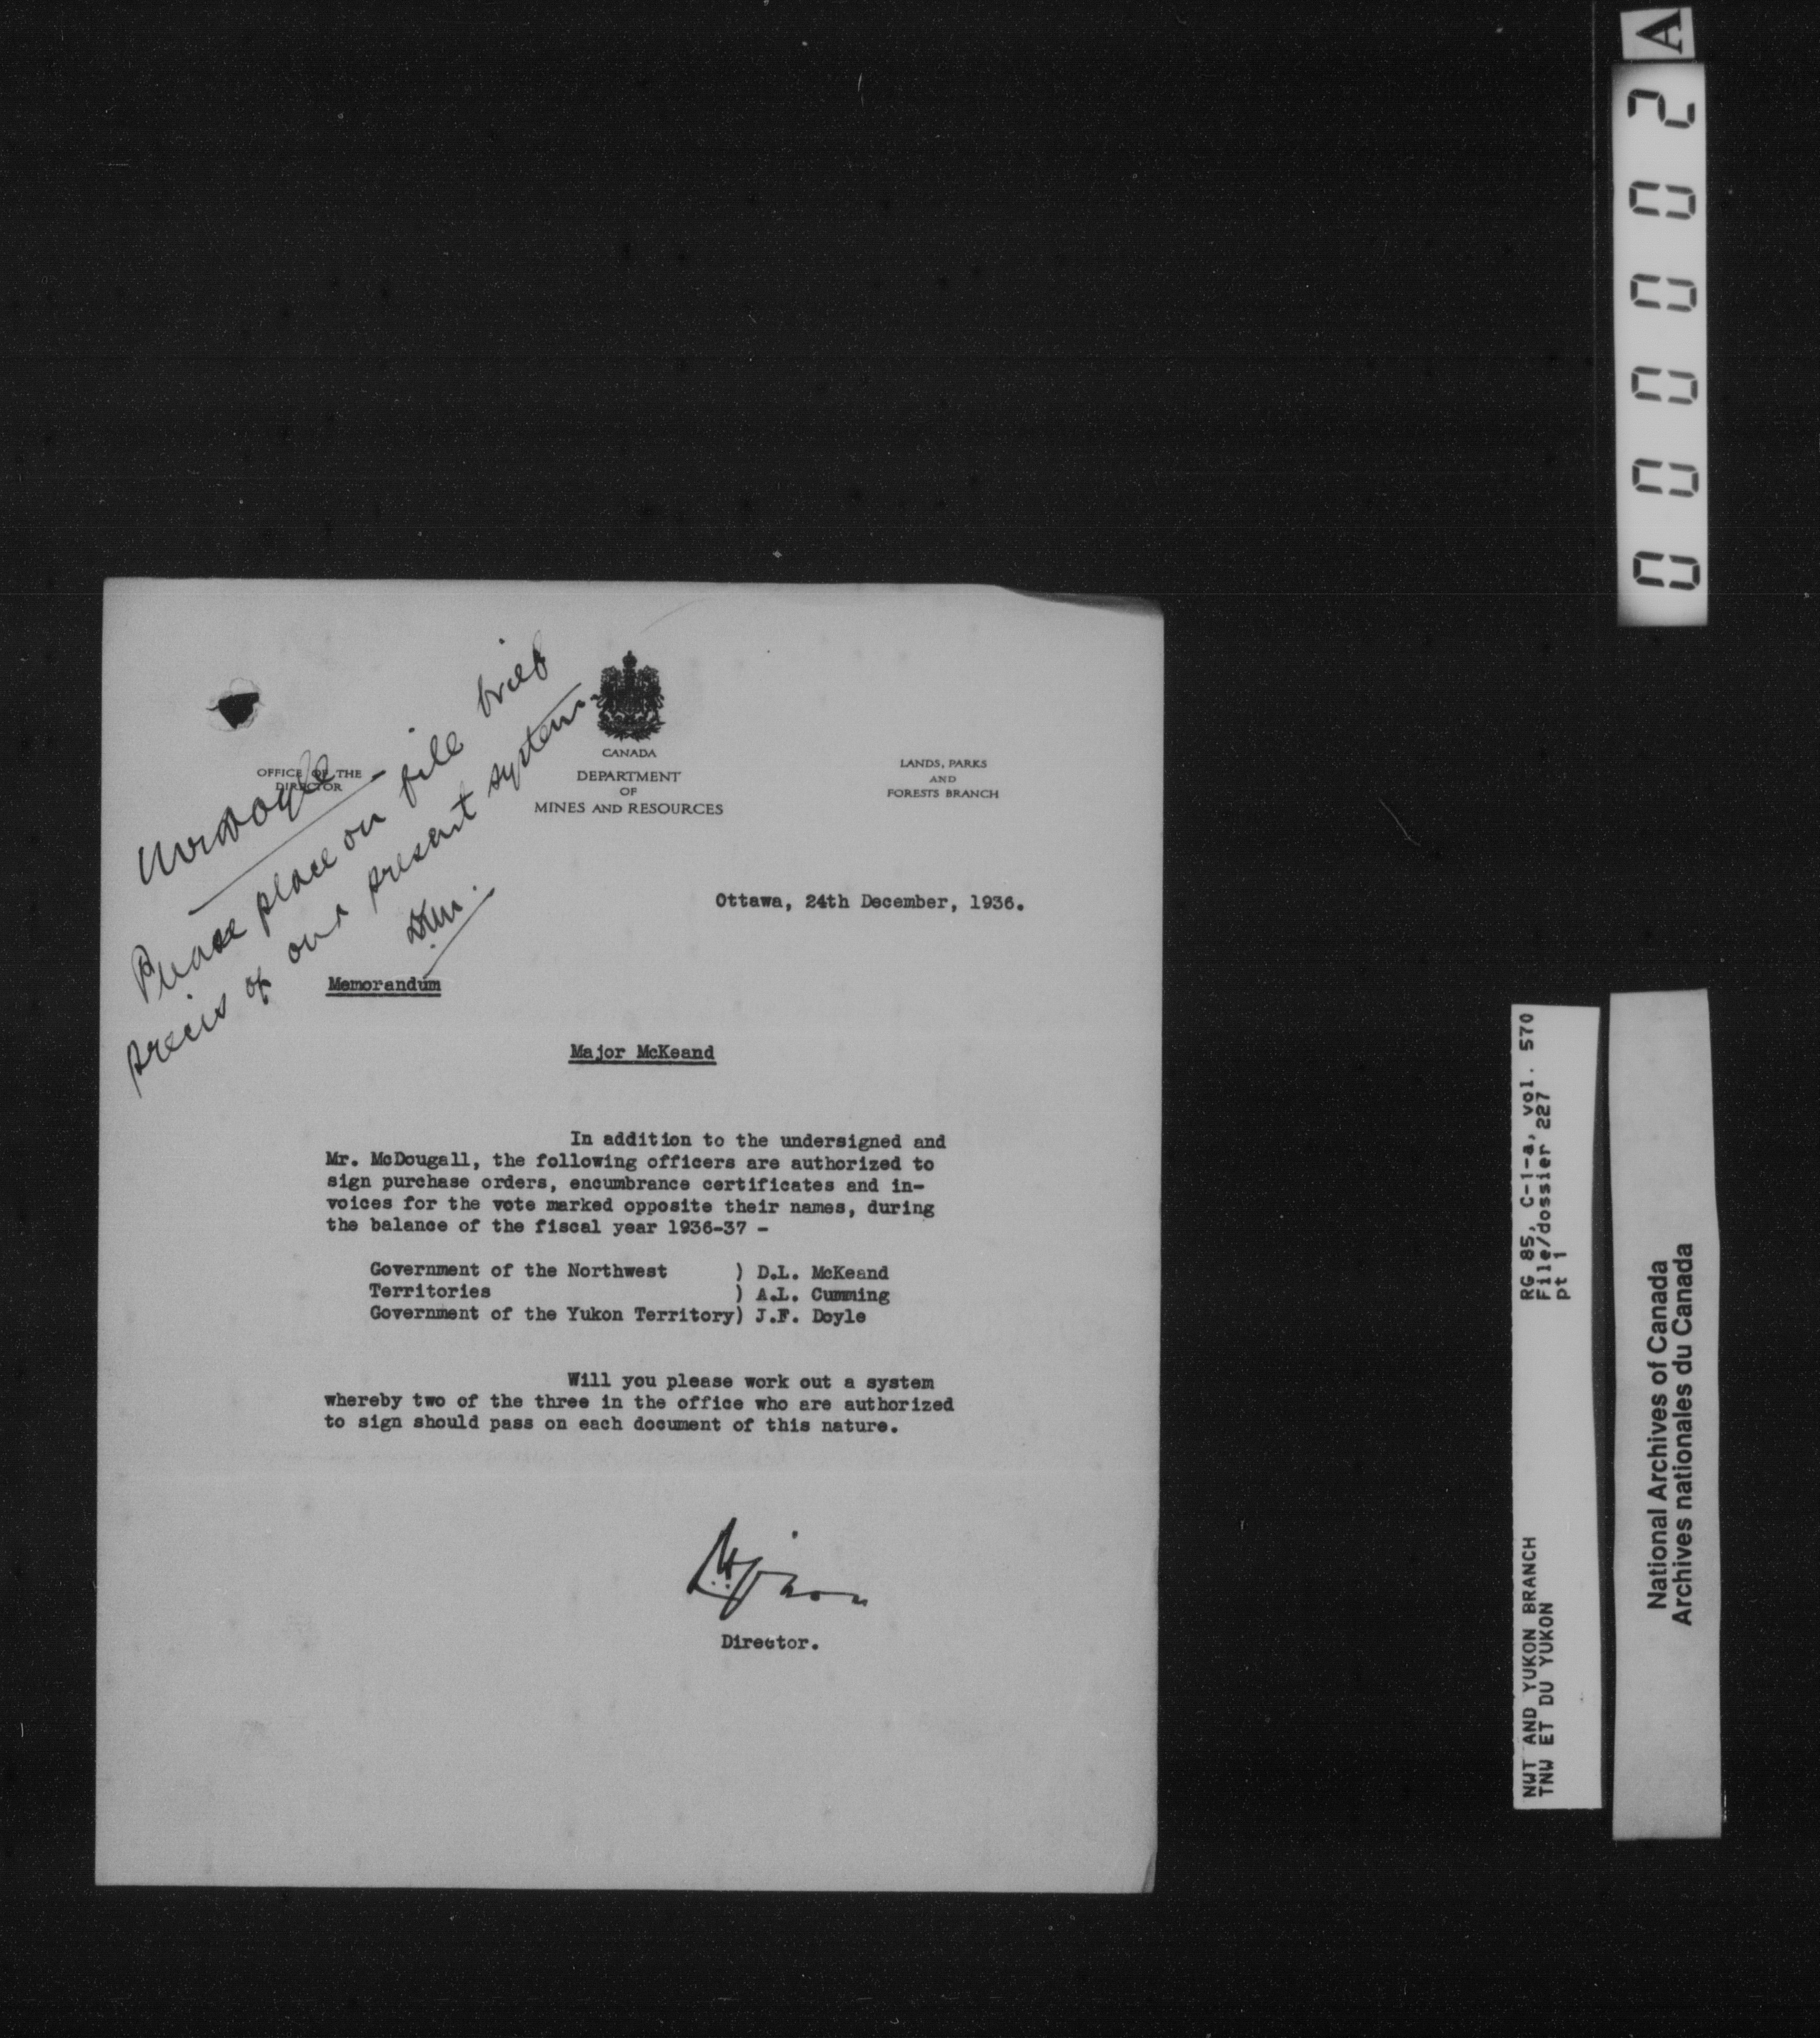 OFFICE OF THE
DIRECTOR
CANADA
DEPARTMENT
OF
MINES AND RESOURCES
LANDS, PARKS
AND
FORESTS BRANCH
Mr Doyle
Please place on file brief
precis of our present system.
D.L.M.
Ottawa, 24th December, 1936.
Memorandum
Major McKeand
In addition to the undersigned and
Mr. McDougall, the following officers are authorized to
sign purchase orders, encumbrance certificates and in-
voices for the vote marked opposite their names, during
the balance of the fiscal year 1936-37 -
Government of the Northwest ) D.L. McKeand
Territories ) A.L. Cumming
Government of the Yukon Territory) J.F. Doyle
Will you please work out a system
whereby two of the three in the office who are authorized
to sign should pass on each document of this nature.
Director.
000002 A
RG 85, C-1-a, vol. 570
File/dossier 227
pt 1
NWT AND YUKON BRANCH
TNW ET DU YUKON
National Archives of Canada
Archives nationales du Canada